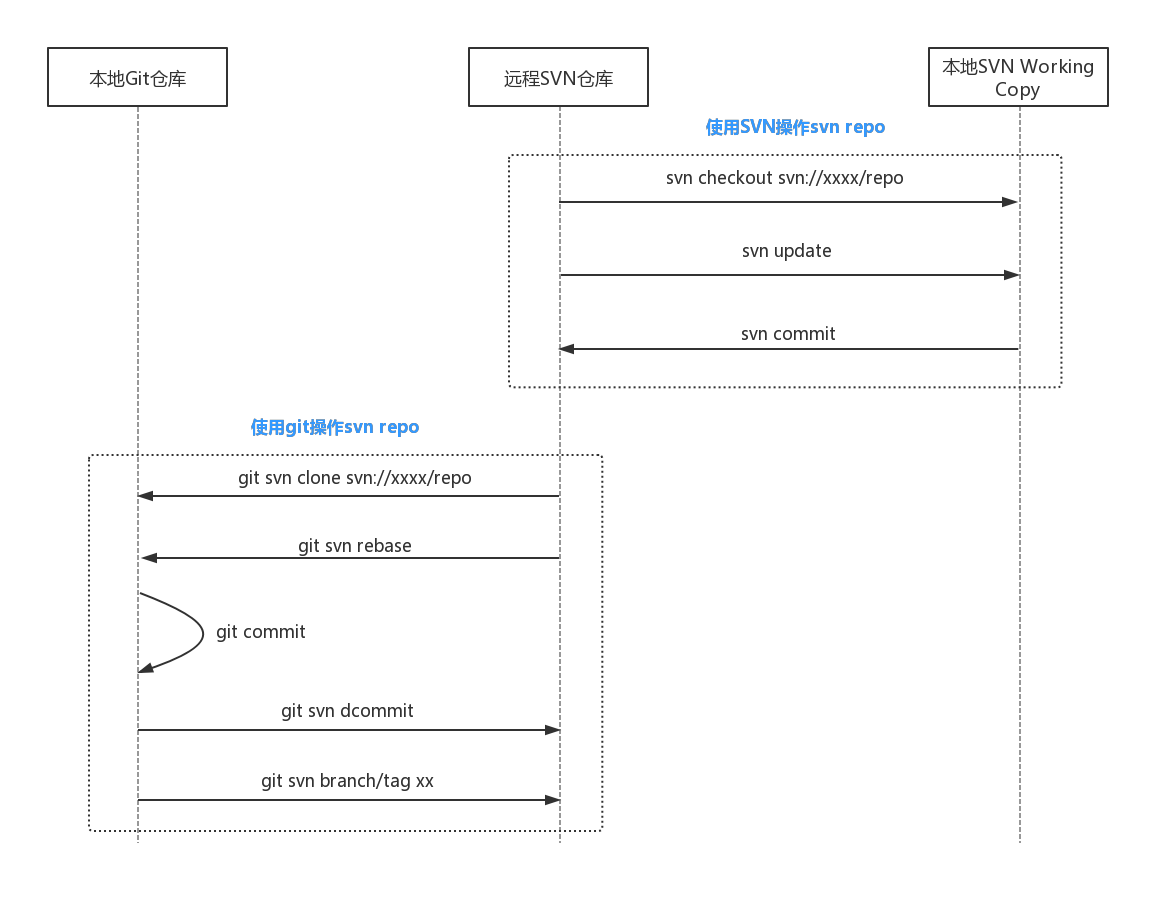 本地Git仓库
远程SVN仓库
本地SVN Working
Copy
使用SVN操作svn repo
svn checkout svn://xxxx/repo
svn update
svn commit
使用git操作svn repo
git svn clone svn://xxxx/repo
git svn rebase
git commit
git svn dcommit
git svn branch/tag xx